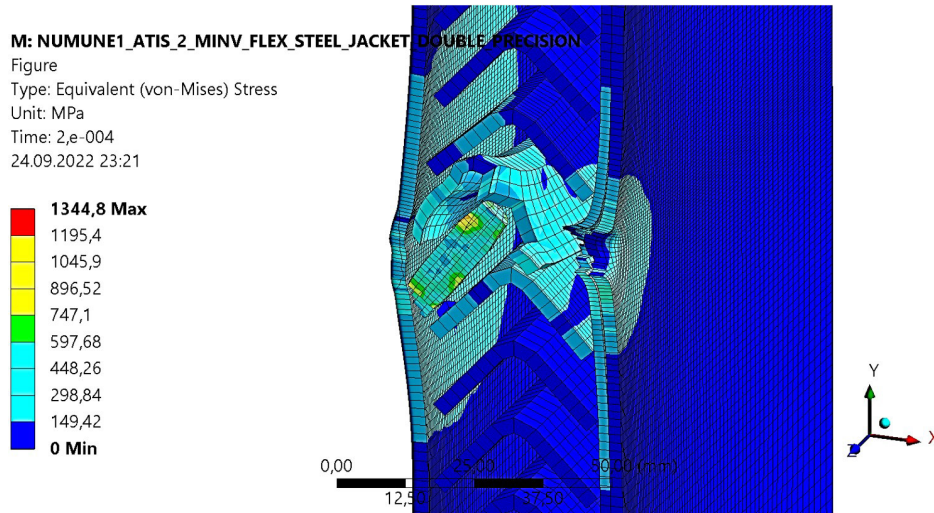 M: NUMUNE1_ATIS_2_MINV_FLEX_STEEL_JACKET_DOUBLE_PRECISION
Figure
Type: Equivalent (von-Mises) Stress
Unit: MPa
Time: 2,e-004
24.09.2022 23:21
1344,8 Max
1195,4
1045,9
896,52
747,1
597,68
448,26
298,84
149,42
0 Min
0,00 25,00 50,00 (mm)
12,50 37,50
Y
X
Z